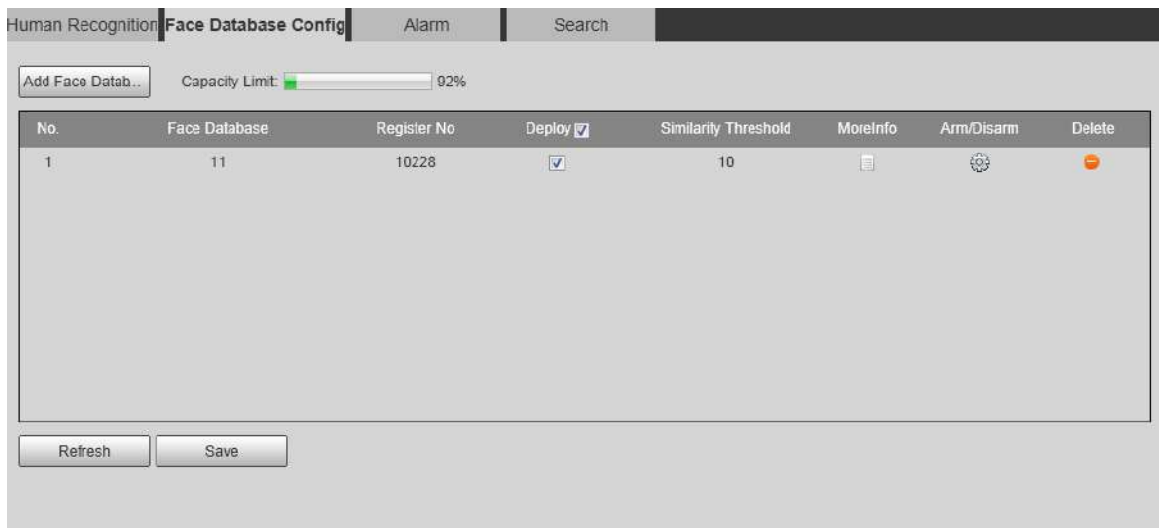 Human Recognition Face Database Config Alarm Search
Add Face Datab... Capacity Limit: 92%
No. Face Database Register No Deploy Similarity Threshold MoreInfo Arm/Disarm Delete
1 11 10228 10
Refresh Save